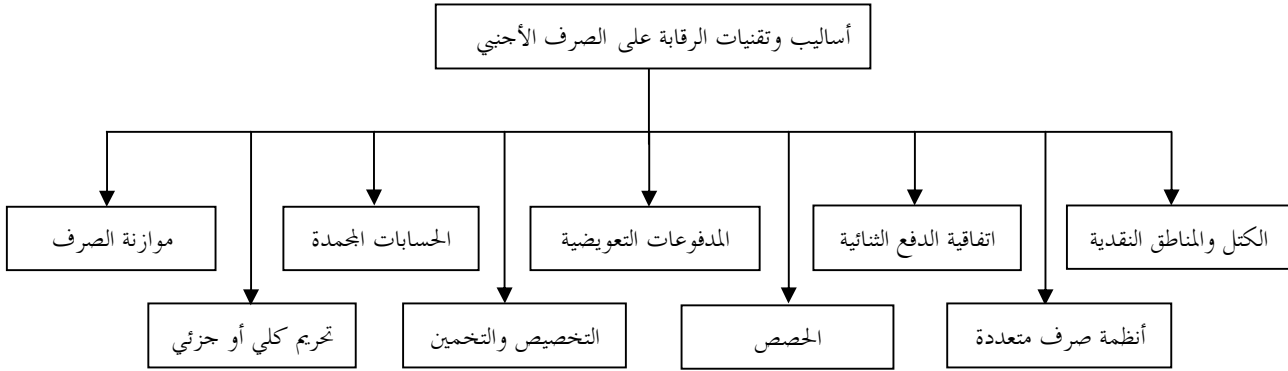 أساليب وتقنيات الرقابة على الصرف الأجنبي
الكتل والمناطق النقدية
اتفاقية الدفع الثنائية
المدفوعات التعويضية
الحسابات المجمدة
موازنة الصرف
أنظمة صرف متعددة
الحصص
التخصيص والتخمين
تحريم كلي أو جزئي